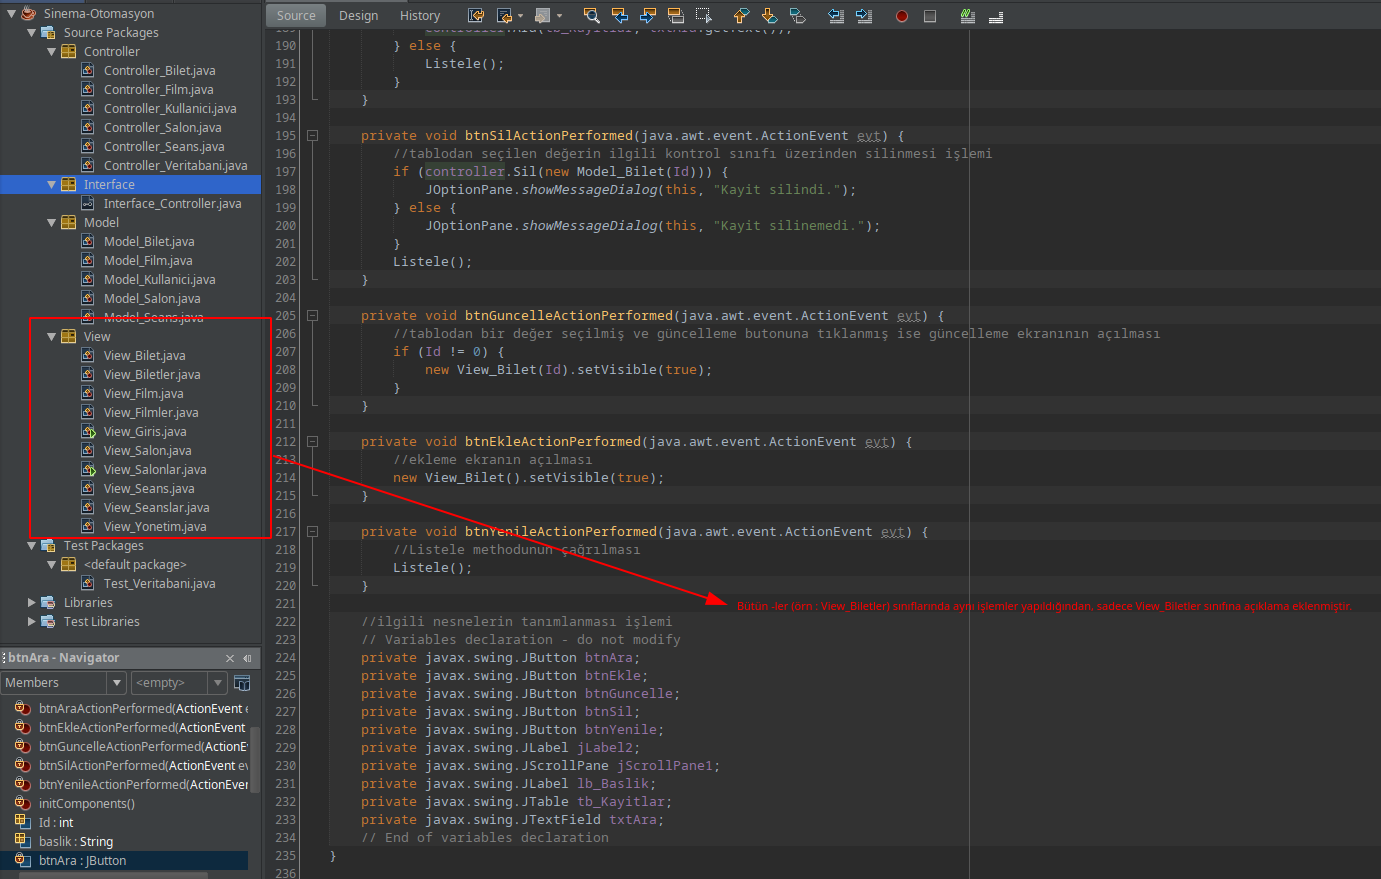 Sinema-Otomasyon
Source Packages
Controller
Controller_Bilet.java
Controller_Film.java
Controller_Kullanici.java
Controller_Salon.java
Controller_Seans.java
Controller_Veritabani.java
Interface
Interface_Controller.java
Model
Model_Bilet.java
Model_Film.java
Model_Kullanici.java
Model_Salon.java
Model_Seans.java
View
View_Bilet.java
View_Biletler.java
View_Film.java
View_Filmler.java
View_Giris.java
View_Salon.java
View_Salonlar.java
View_Seans.java
View_Seanslar.java
View_Yonetim.java
Test Packages
<default package>
Test_Veritabani.java
Libraries
Test Libraries
btnAra - Navigator
Members <empty>
btnAraActionPerformed(ActionEvent e
btnEkleActionPerformed(ActionEvent
btnGuncelleActionPerformed(ActionE
btnSilActionPerformed(ActionEvent ev
btnYenileActionPerformed(ActionEven
initComponents()
Id : int
baslik : String
btnAra : JButton
Source Design History
189 controller.Ara(tb_Kayitlar, txtAra.getText());
190 } else {
191 Listele();
192 }
193 }
194
195 private void btnSilActionPerformed(java.awt.event.ActionEvent evt) {
196 //tablodan seçilen değerin ilgili kontrol sınıfı üzerinden silinmesi işlemi
197 if (controller.Sil(new Model_Bilet(Id))) {
198 JOptionPane.showMessageDialog(this, "Kayit silindi.");
199 } else {
200 JOptionPane.showMessageDialog(this, "Kayit silinemedi.");
201 }
202 Listele();
203 }
204
205 private void btnGuncelleActionPerformed(java.awt.event.ActionEvent evt) {
206 //tablodan bir değer seçilmiş ve güncelleme butonuna tıklanmış ise güncelleme ekranının açılması
207 if (Id != 0) {
208 new View_Bilet(Id).setVisible(true);
209 }
210 }
211
212 private void btnEkleActionPerformed(java.awt.event.ActionEvent evt) {
213 //ekleme ekranın açılması
214 new View_Bilet().setVisible(true);
215 }
216
217 private void btnYenileActionPerformed(java.awt.event.ActionEvent evt) {
218 //Listele methodunun çağrılması
219 Listele();
220 }
221
Bütün -ler (örn : View_Biletler) sınıflarında aynı işlemler yapıldığından, sadece View_Biletler sınıfına açıklama eklenmiştir.
222 //ilgili nesnelerin tanımlanması işlemi
223 // Variables declaration - do not modify
224 private javax.swing.JButton btnAra;
225 private javax.swing.JButton btnEkle;
226 private javax.swing.JButton btnGuncelle;
227 private javax.swing.JButton btnSil;
228 private javax.swing.JButton btnYenile;
229 private javax.swing.JLabel jLabel2;
230 private javax.swing.JScrollPane jScrollPane1;
231 private javax.swing.JLabel lb_Baslik;
232 private javax.swing.JTable tb_Kayitlar;
233 private javax.swing.JTextField txtAra;
234 // End of variables declaration
235 }
236